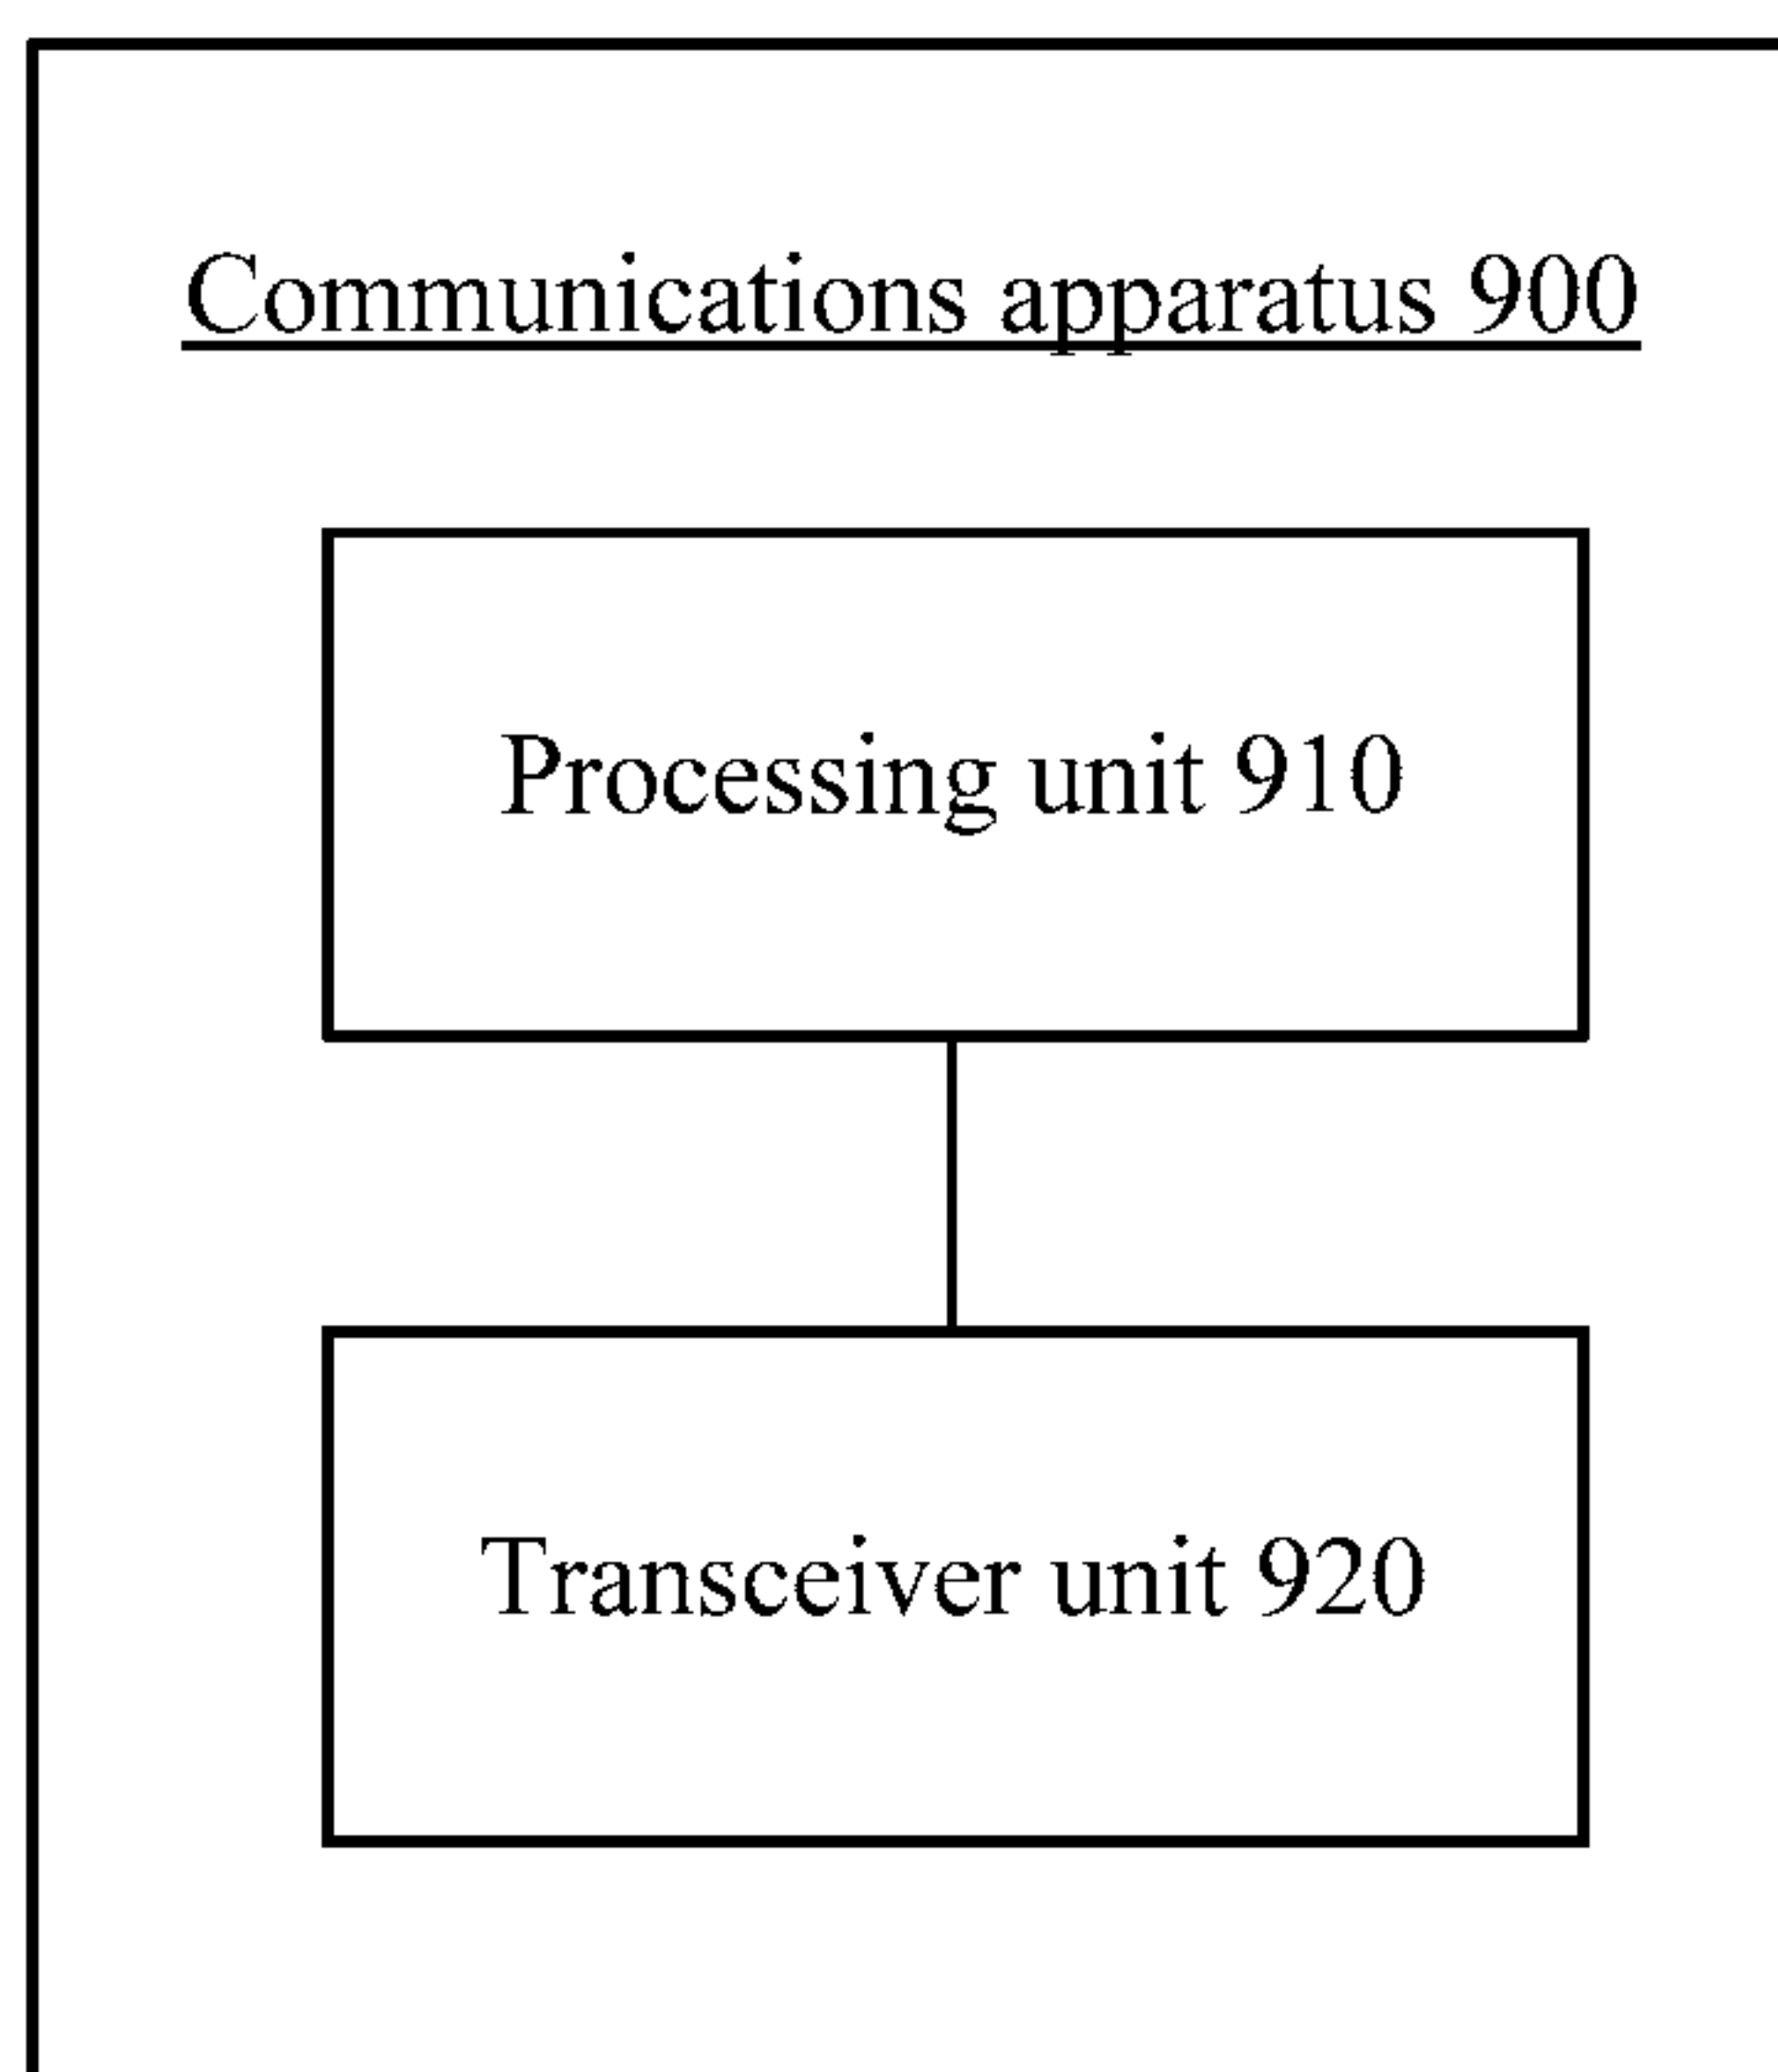 Communications apparatus 900
Processing unit 910
Transceiver unit 920